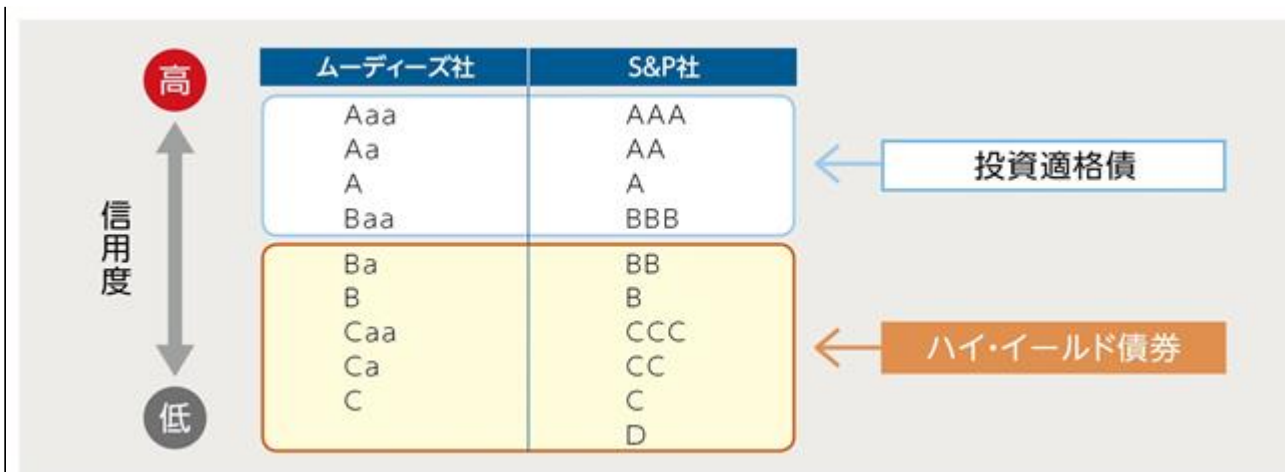 高
信用度
低
ムーディーズ社 S&P社
Aaa AAA
Aa AA
A A
Baa BBB
Ba BB
B B
Caa CCC
Ca CC
C C
D
投資適格債
ハイ・イールド債券